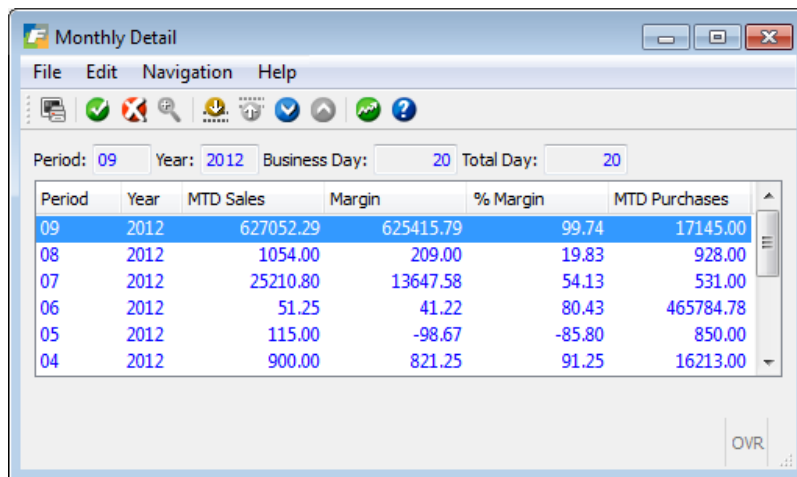 Monthly Detail
File Edit Navigation Help
Period: 09 Year: 2012 Business Day: 20 Total Day: 20
Period Year MTD Sales Margin % Margin MTD Purchases
09 2012 627052.29 625415.79 99.74 17145.00
08 2012 1054.00 209.00 19.83 928.00
07 2012 25210.80 13647.58 54.13 531.00
06 2012 51.25 41.22 80.43 465784.78
05 2012 115.00 -98.67 -85.80 850.00
04 2012 900.00 821.25 91.25 16213.00
OVR